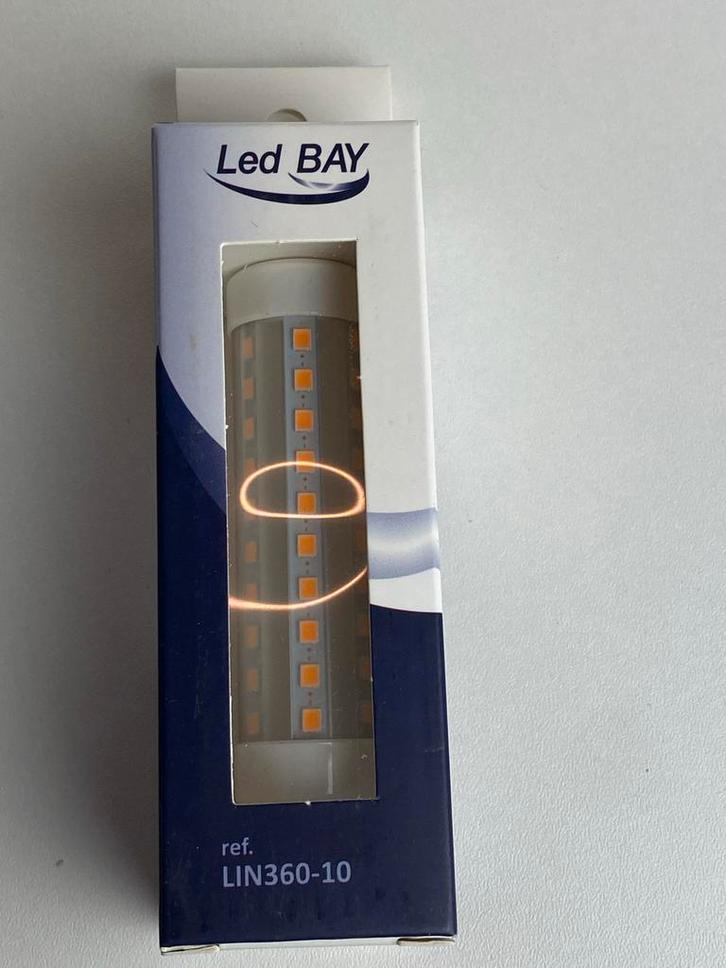 Led BAY
ref.
LIN360-10